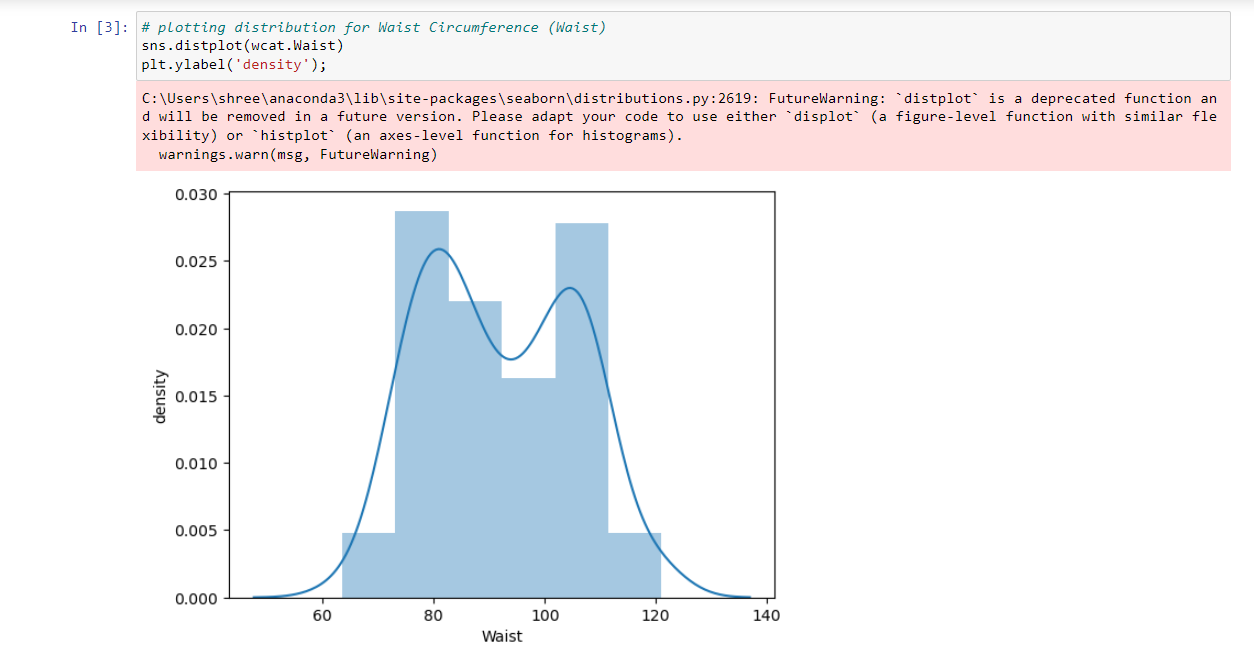 In [3]: # plotting distribution for Waist Circumference (Waist)
sns.distplot(wcat.Waist)
plt.ylabel('density');
C:\Users\shree\anaconda3\lib\site-packages\seaborn\distributions.py:2619: FutureWarning: `distplot` is a deprecated function an
d will be removed in a future version. Please adapt your code to use either `displot` (a figure-level function with similar fle
xibility) or `histplot` (an axes-level function for histograms).
  warnings.warn(msg, FutureWarning)
0.030
0.025
0.020
0.015
0.010
0.005
0.000
density
60 80 100 120 140
Waist